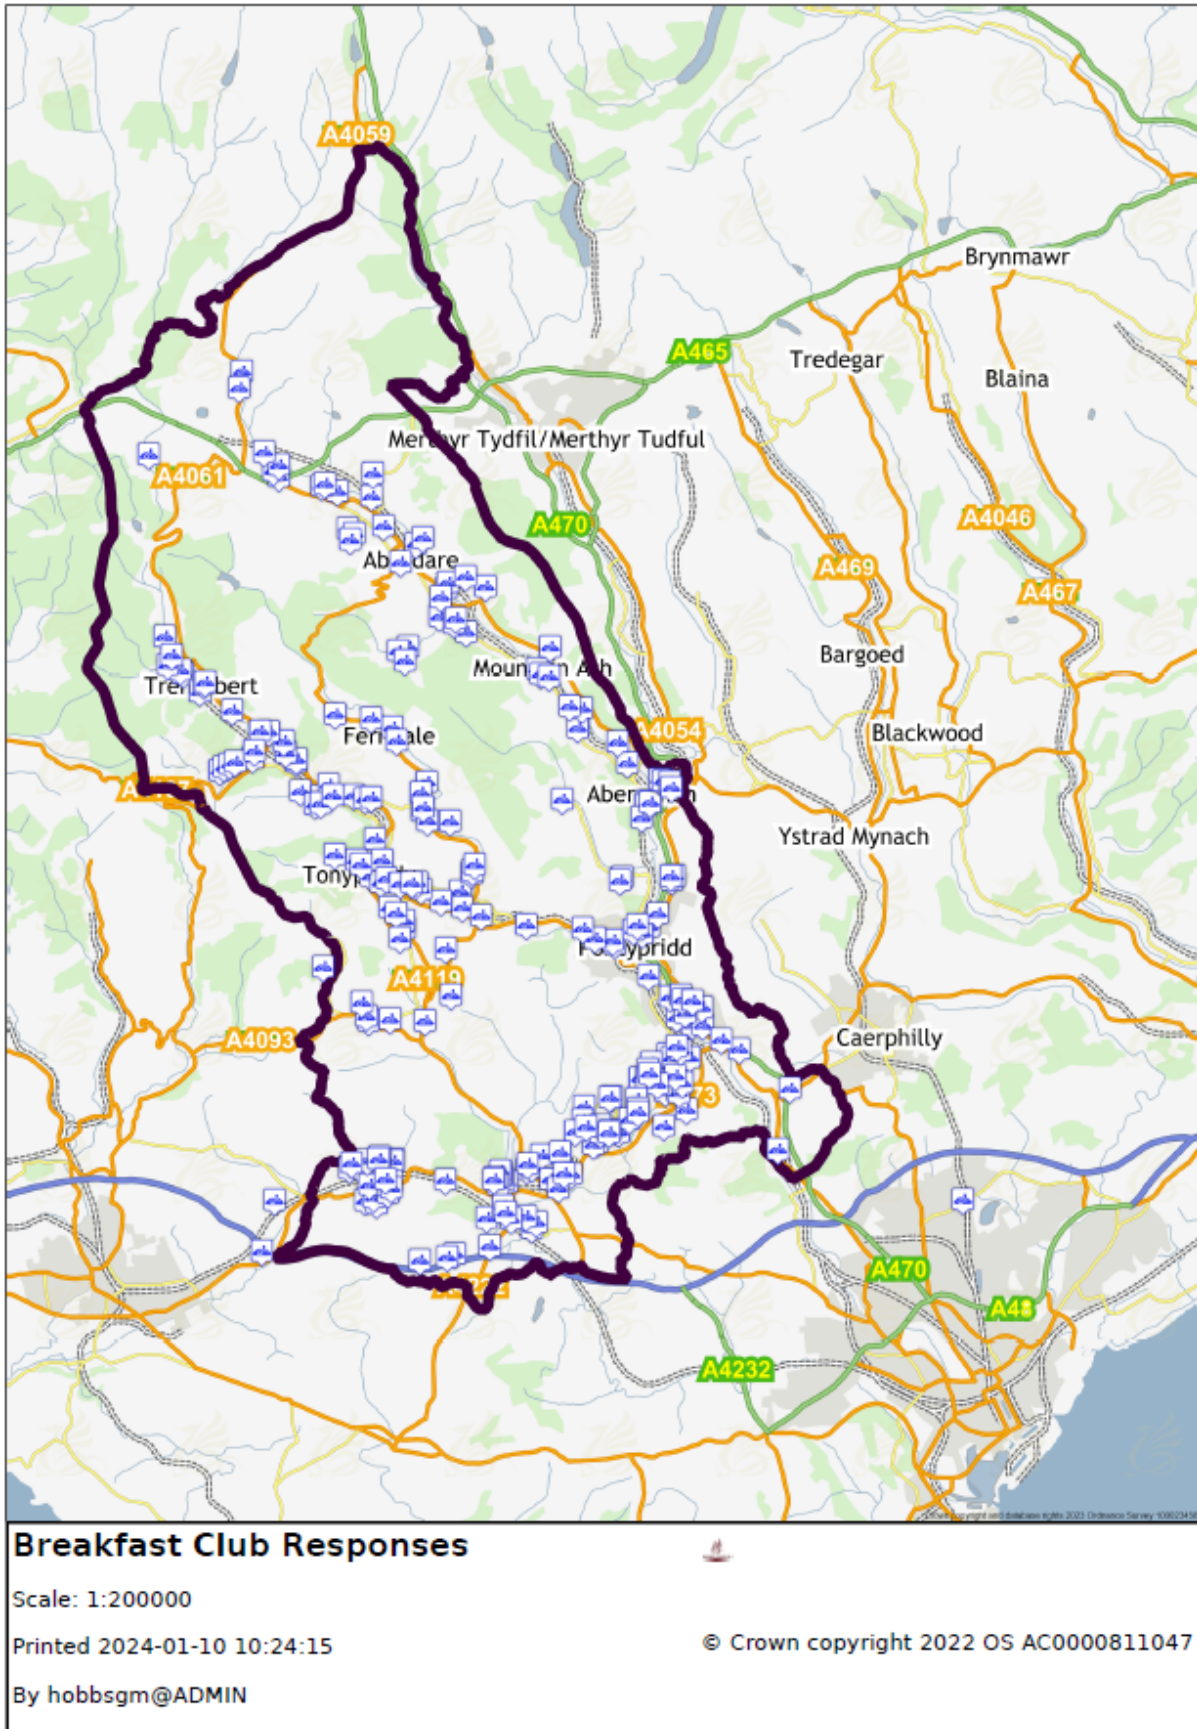 A4059
Brynmawr
A465
Tredegar
Blaina
Merthyr Tydfil/Merthyr Tudful
A4061
A470
A4046
A469
A467
Bargoed
A4054
Blackwood
Ystrad Mynach
A4119
A4093
Caerphilly
A470
A48
A4232
Breakfast Club Responses
Scale: 1:200000
Printed 2024-01-10 10:24:15
© Crown copyright 2022 OS AC0000811047
By hobbsgm@ADMIN